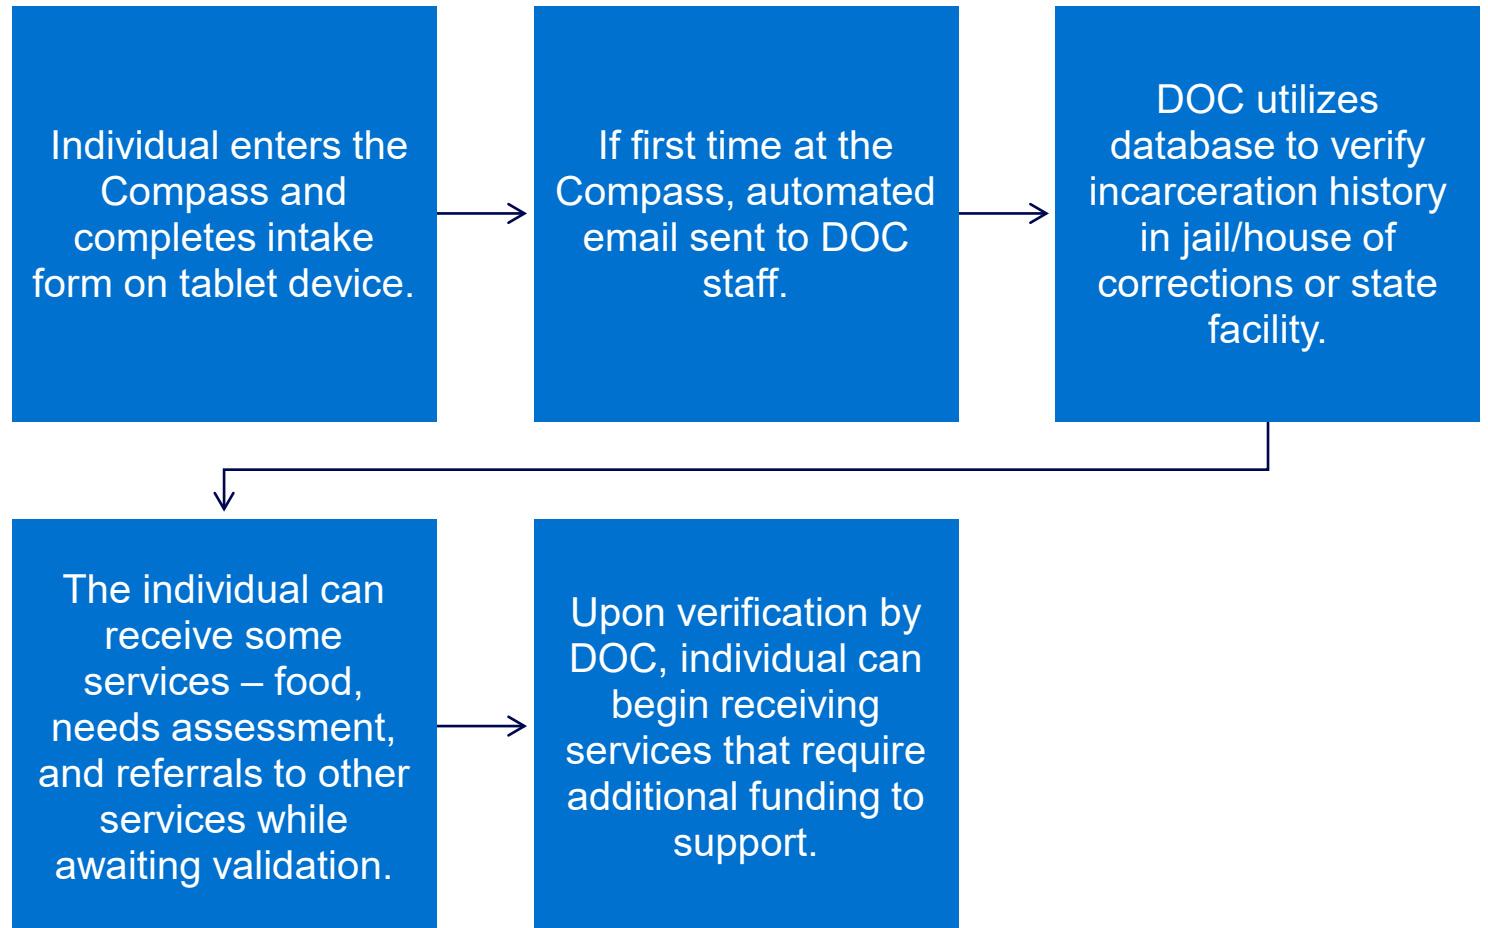 Individual enters the
Compass and
completes intake
form on tablet device.
If first time at the
Compass, automated
email sent to DOC
staff.
DOC utilizes
database to verify
incarceration history
in jail/house of
corrections or state
facility.
The individual can
receive some
services – food,
needs assessment,
and referrals to other
services while
awaiting validation.
Upon verification by
DOC, individual can
begin receiving
services that require
additional funding to
support.